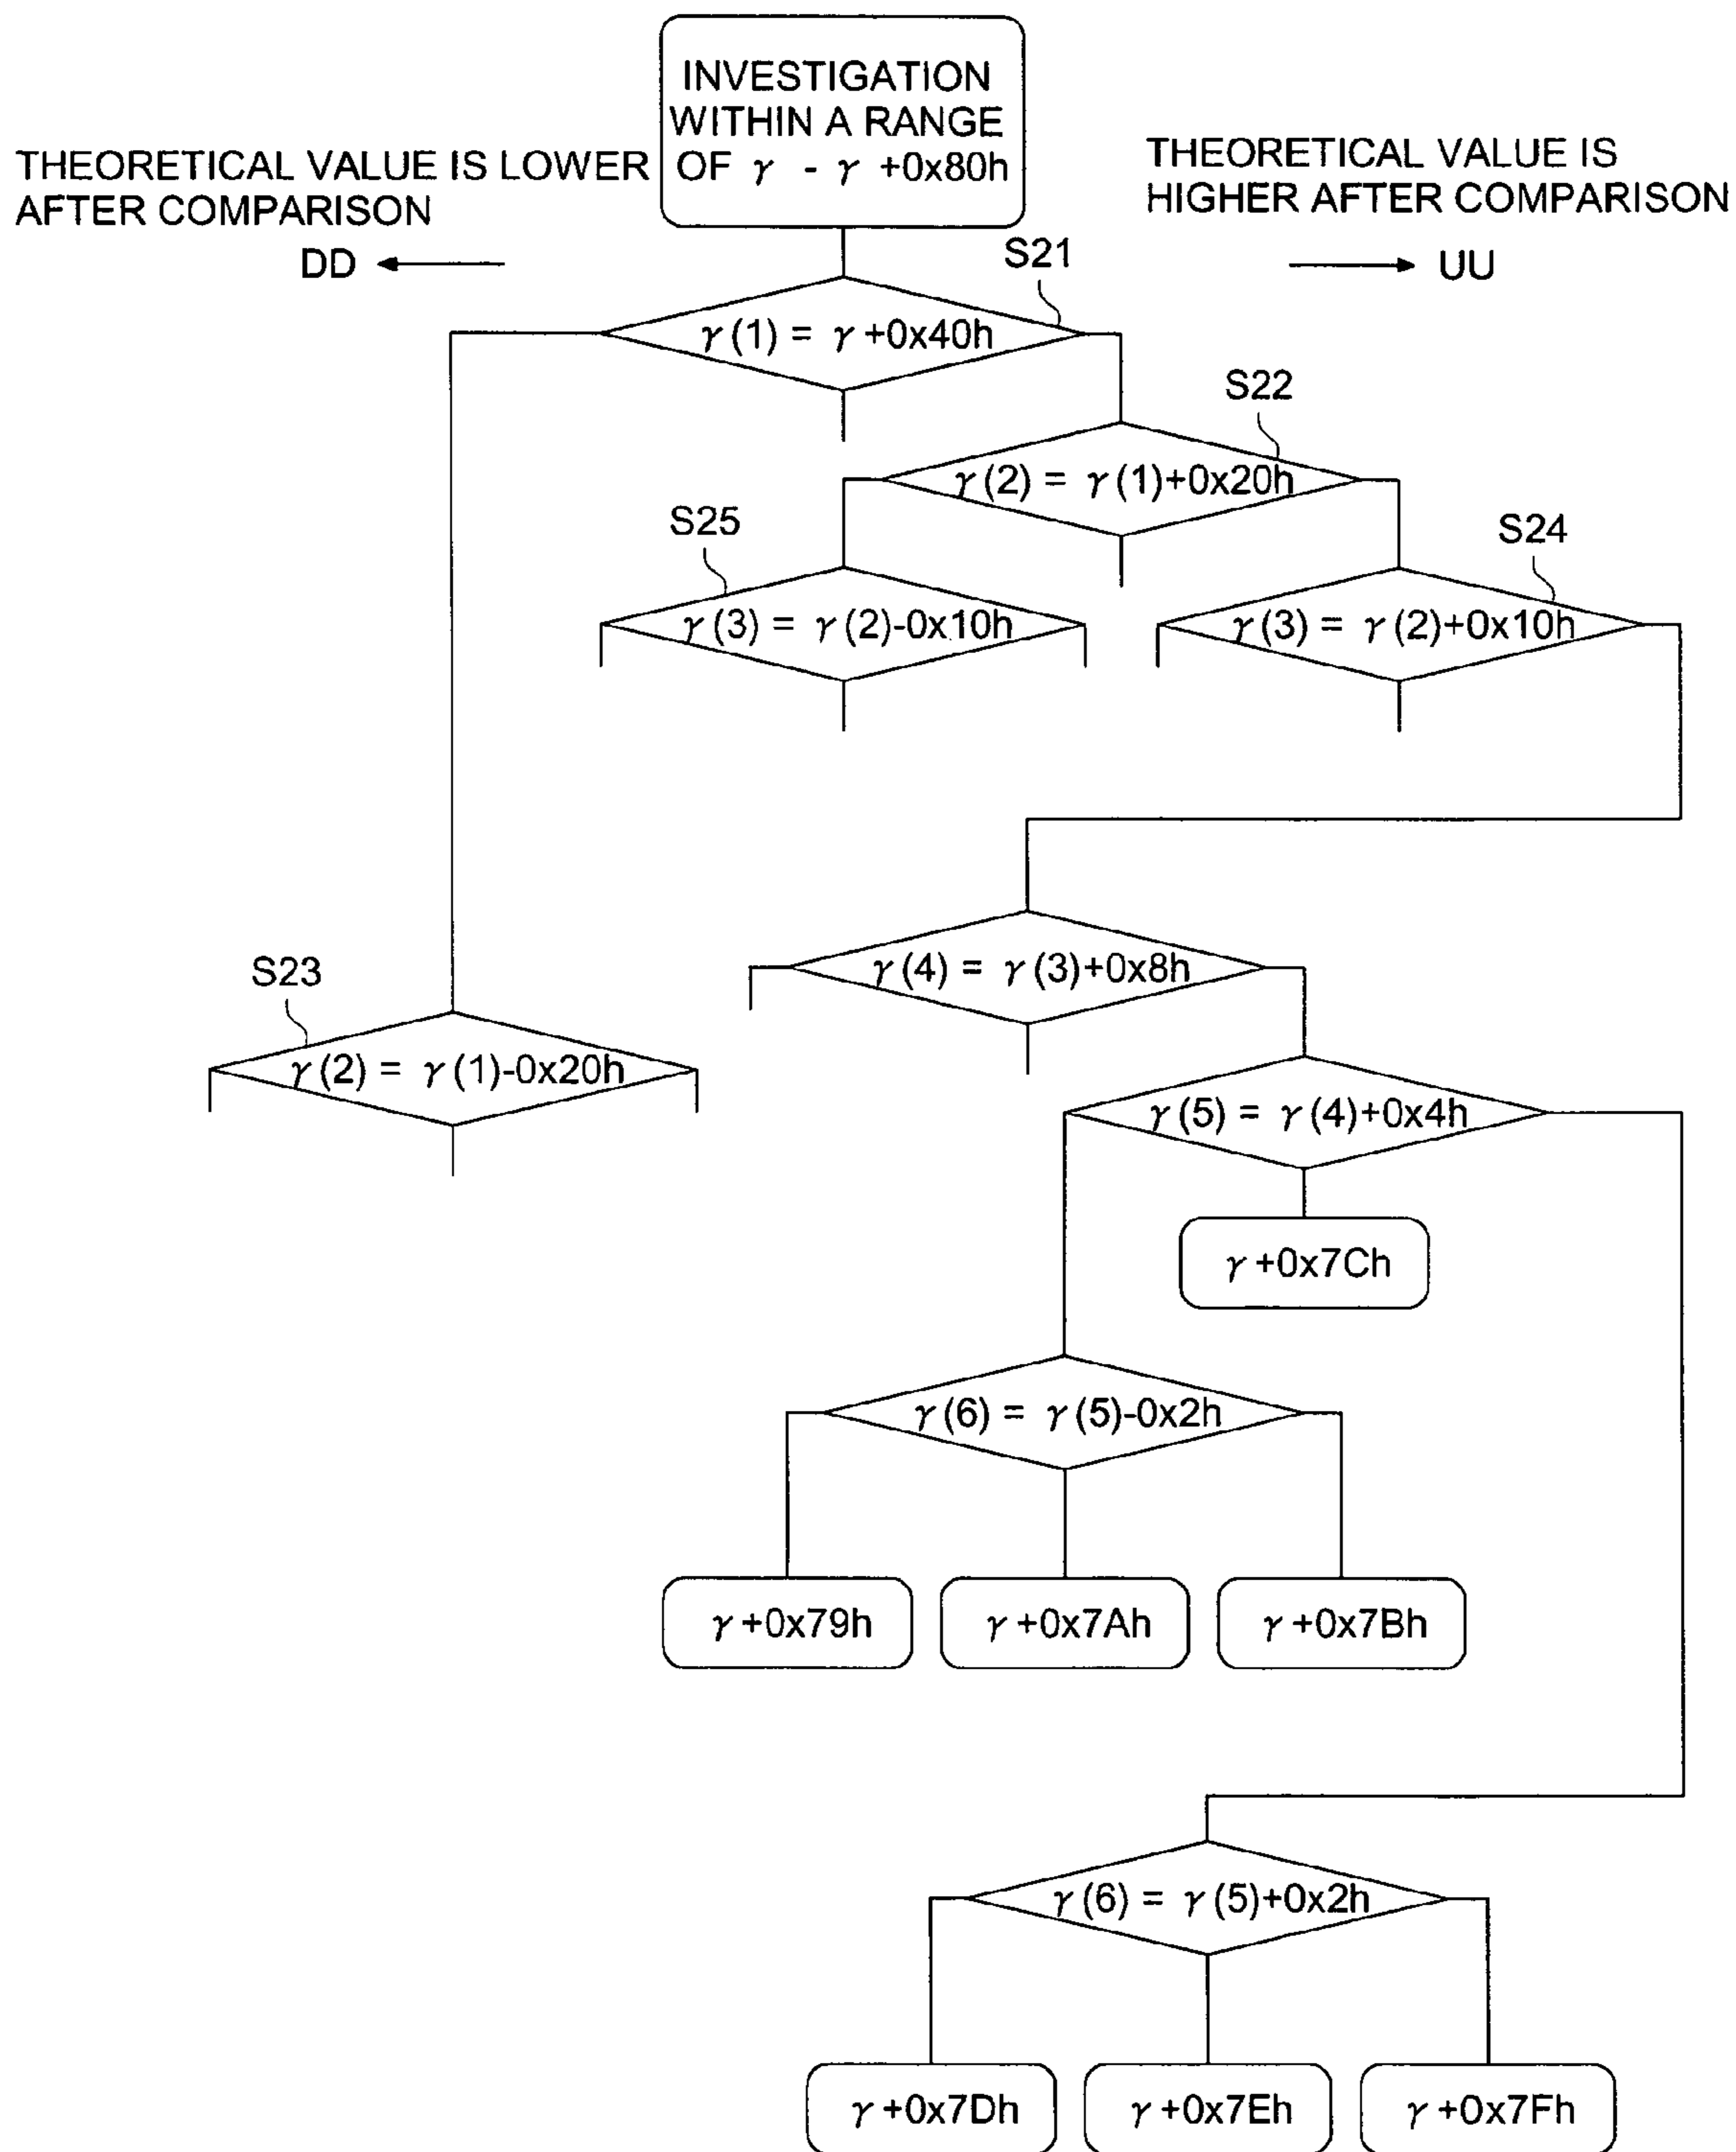 INVESTIGATION
WITHIN A RANGE
OF γ - γ +0x80h
THEORETICAL VALUE IS LOWER
AFTER COMPARISON
DD
THEORETICAL VALUE IS
HIGHER AFTER COMPARISON
UU
S21
γ(1) = γ+0x40h
S22
γ(2) = γ(1)+0x20h
S25
γ(3) = γ(2)-0x10h
S24
γ(3) = γ(2)+0x10h
γ(4) = γ(3)+0x8h
S23
γ(2) = γ(1)-0x20h
γ(5) = γ(4)+0x4h
γ+0x7Ch
γ(6) = γ(5)-0x2h
γ+0x79h
γ+0x7Ah
γ+0x7Bh
γ(6) = γ(5)+0x2h
γ+0x7Dh
γ+0x7Eh
γ+0x7Fh